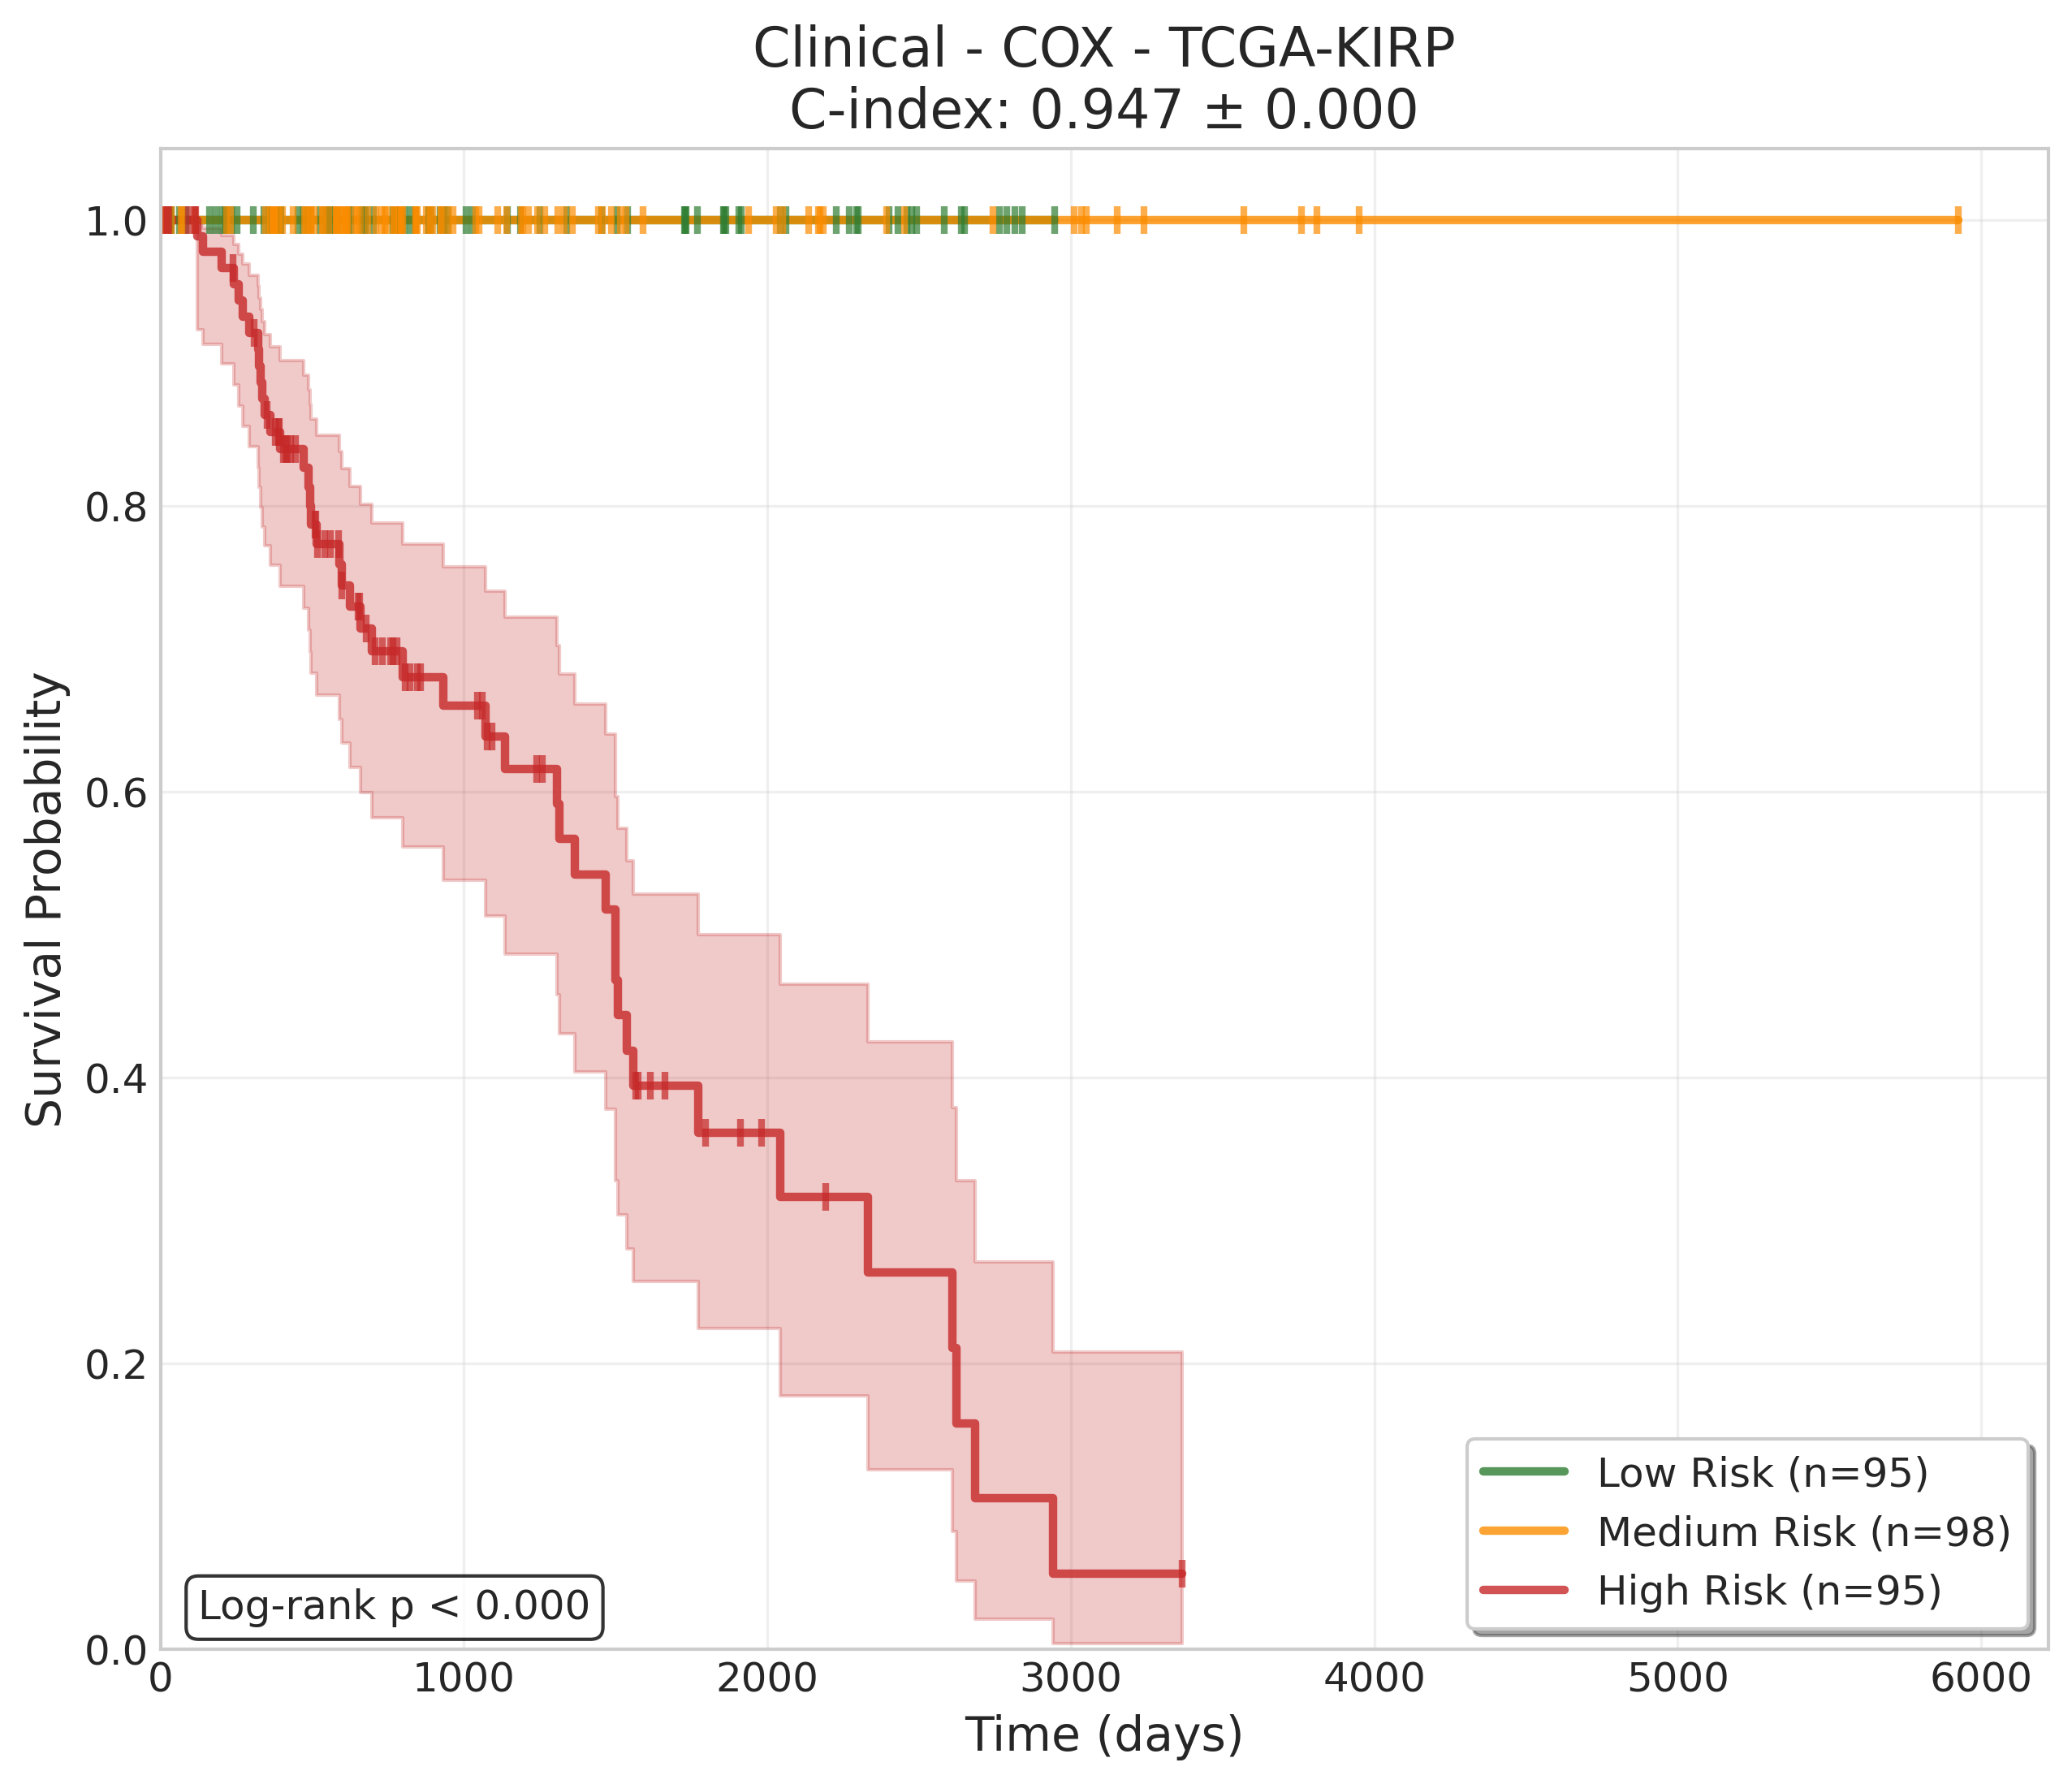 Clinical - COX - TCGA-KIRP
C-index: 0.947 ± 0.000
Survival Probability
1.0
0.8
0.6
0.4
0.2
0.0
Log-rank p < 0.000
Low Risk (n=95)
Medium Risk (n=98)
High Risk (n=95)
0 1000 2000 3000 4000 5000 6000
Time (days)